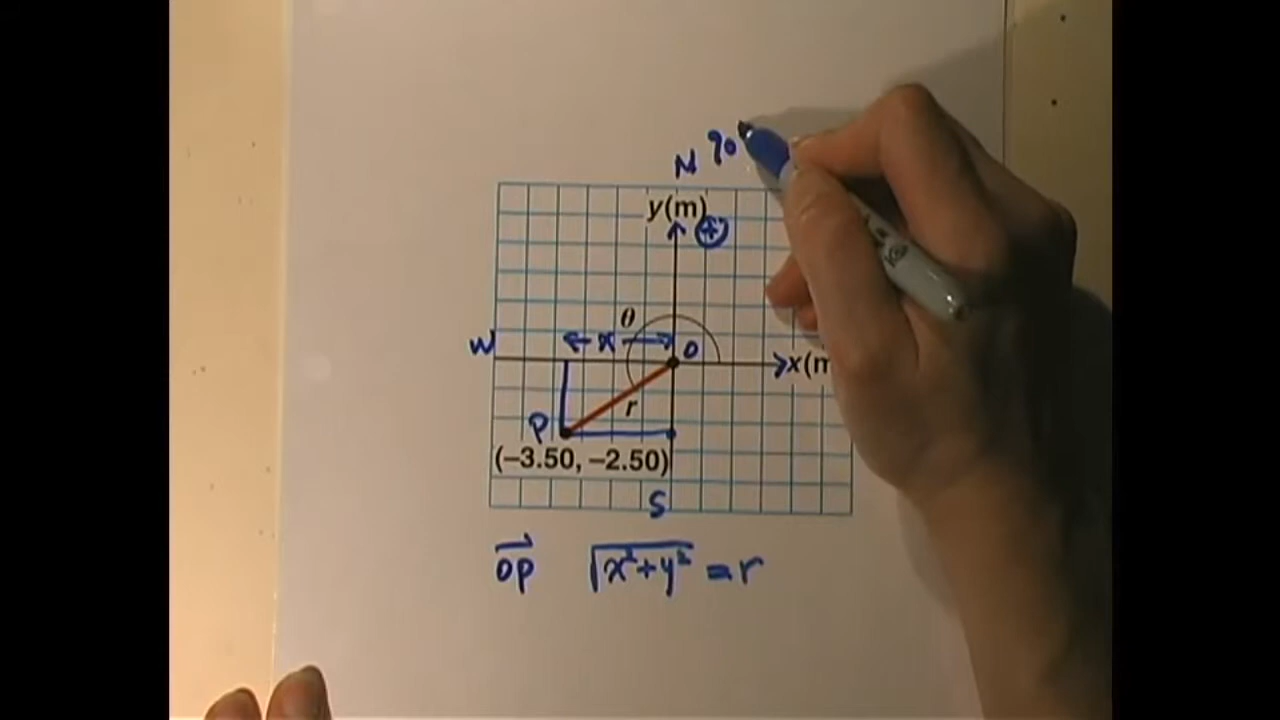 N 90
y(m) +
θ
W x O
x(m
r
P
(−3.50, −2.50)
S
OP √x²+y² = r